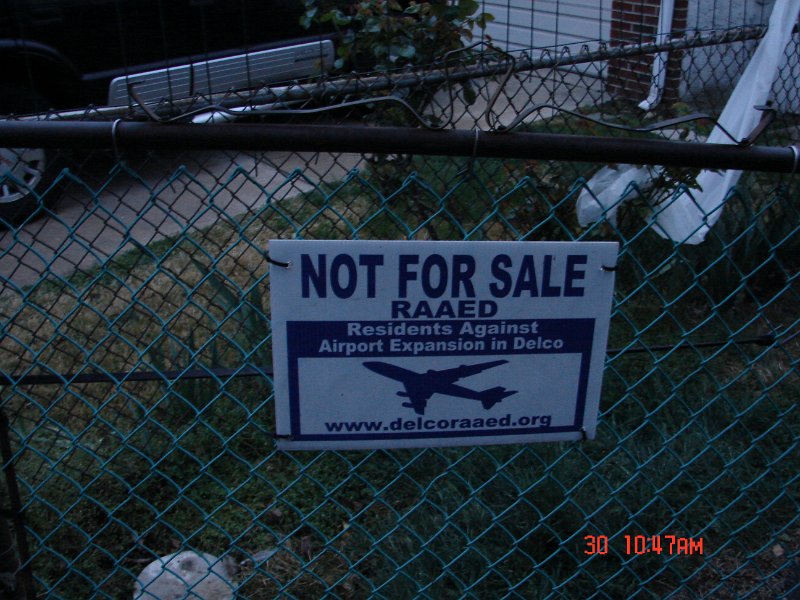 NOT FOR SALE
RAAED
Residents Against
Airport Expansion in Delco
www.delcoraaed.org
30 10:47AM